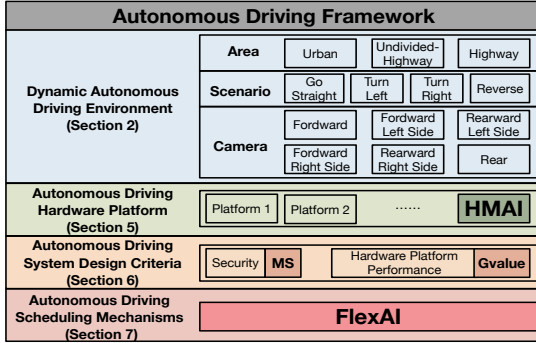 Autonomous Driving Framework
Dynamic Autonomous
Driving Environment
(Section 2)
Area
Urban
Undivided-
Highway
Highway
Scenario
Go
Straight
Turn
Left
Turn
Right
Reverse
Camera
Fordward
Fordward
Left Side
Rearward
Left Side
Fordward
Right Side
Rearward
Right Side
Rear
Autonomous Driving
Hardware Platform
(Section 5)
Platform 1
Platform 2
......
HMAI
Autonomous Driving
System Design Criteria
(Section 6)
Security
MS
Hardware Platform
Performance
Gvalue
Autonomous Driving
Scheduling Mechanisms
(Section 7)
FlexAI